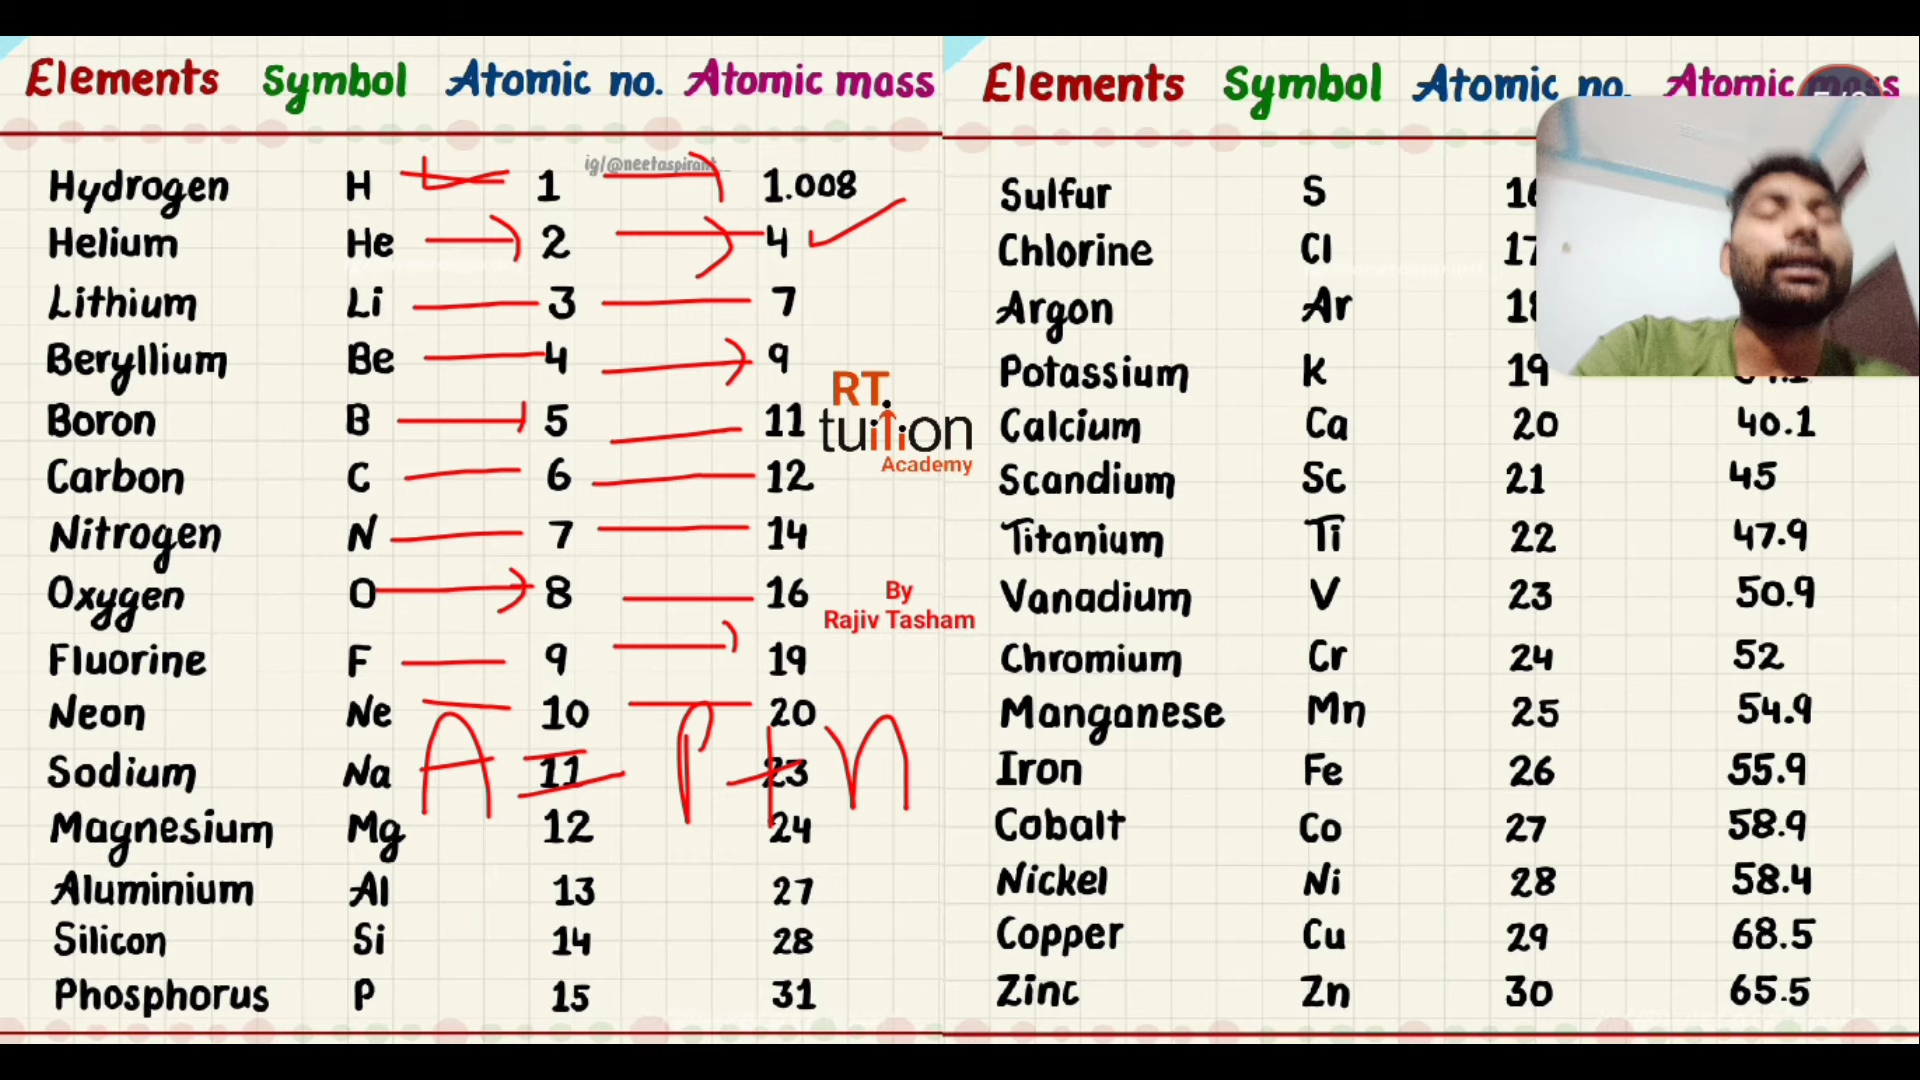 Elements Symbol Atomic no. Atomic mass
ig/@neetaspirant
Hydrogen H 1 1.008
Helium He 2 4
Lithium Li 3 7
Beryllium Be 4 9
Boron B 5 11
Carbon C 6 12
Nitrogen N 7 14
Oxygen O 8 16
Fluorine F 9 19
Neon Ne 10 20
Sodium Na 11 23
A = P + n
Magnesium Mg 12 24
Aluminium Al 13 27
Silicon Si 14 28
Phosphorus P 15 31
RT.
tuition
Academy
By
Rajiv Tasham
Elements Symbol Atomic no. Atomic mass
Sulfur S 16
Chlorine Cl 17
Argon Ar 18
Potassium K 19
Calcium Ca 20 40.1
Scandium Sc 21 45
Titanium Ti 22 47.9
Vanadium V 23 50.9
Chromium Cr 24 52
Manganese Mn 25 54.9
Iron Fe 26 55.9
Cobalt Co 27 58.9
Nickel Ni 28 58.4
Copper Cu 29 68.5
Zinc Zn 30 65.5